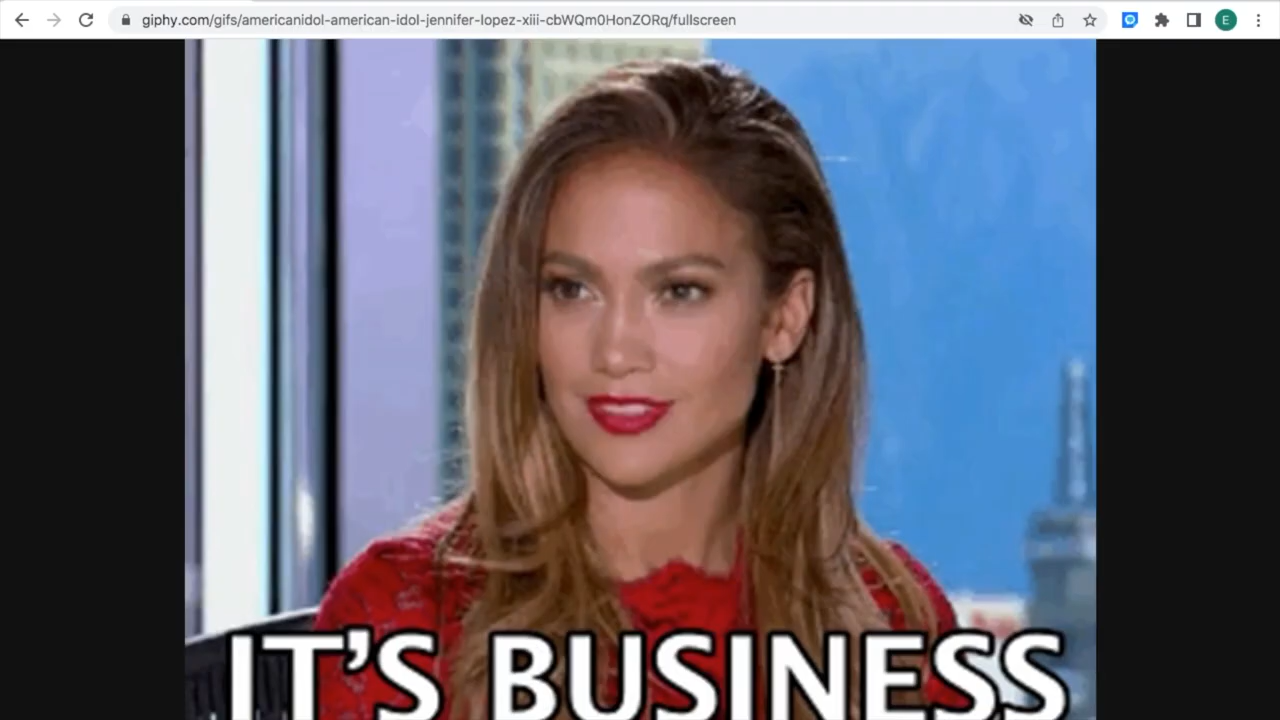 giphy.com/gifs/americanidol-american-idol-jennifer-lopez-xiii-cbWQm0HonZORq/fullscreen
E
IT'S BUSINESS